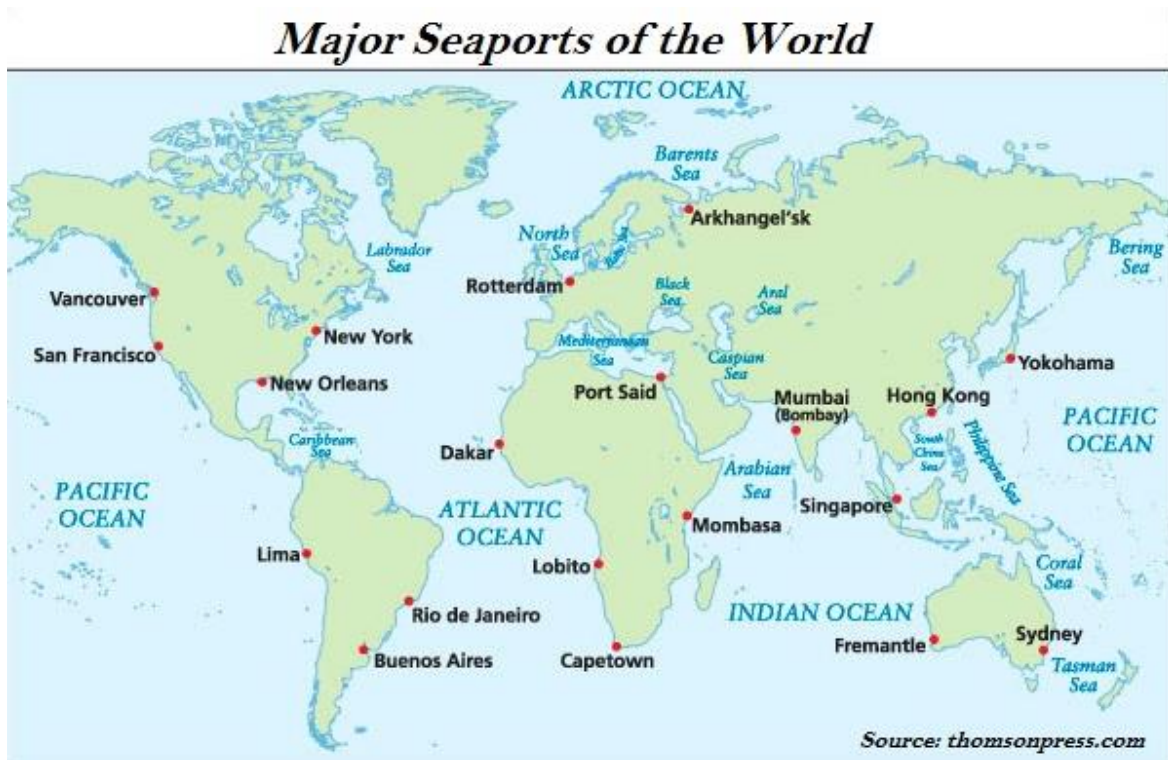 Major Seaports of the World
ARCTIC OCEAN
Barents
Sea
Arkhangel'sk
North
Sea
Baltic Sea
Labrador
Sea
Bering
Sea
Rotterdam
Vancouver
Black
Sea
Aral
Sea
New York
San Francisco
Mediterranean
Sea
Caspian
Sea
Yokohama
New Orleans
Port Said
Mumbai
(Bombay)
Hong Kong
PACIFIC
OCEAN
Caribbean
Sea
Dakar
South
China
Sea
Philippine Sea
Arabian
Sea
PACIFIC
OCEAN
ATLANTIC
OCEAN
Singapore
Mombasa
Lima
Lobito
Coral
Sea
Rio de Janeiro
INDIAN OCEAN
Fremantle
Sydney
Buenos Aires
Capetown
Tasman
Sea
Source: thomsonpress.com